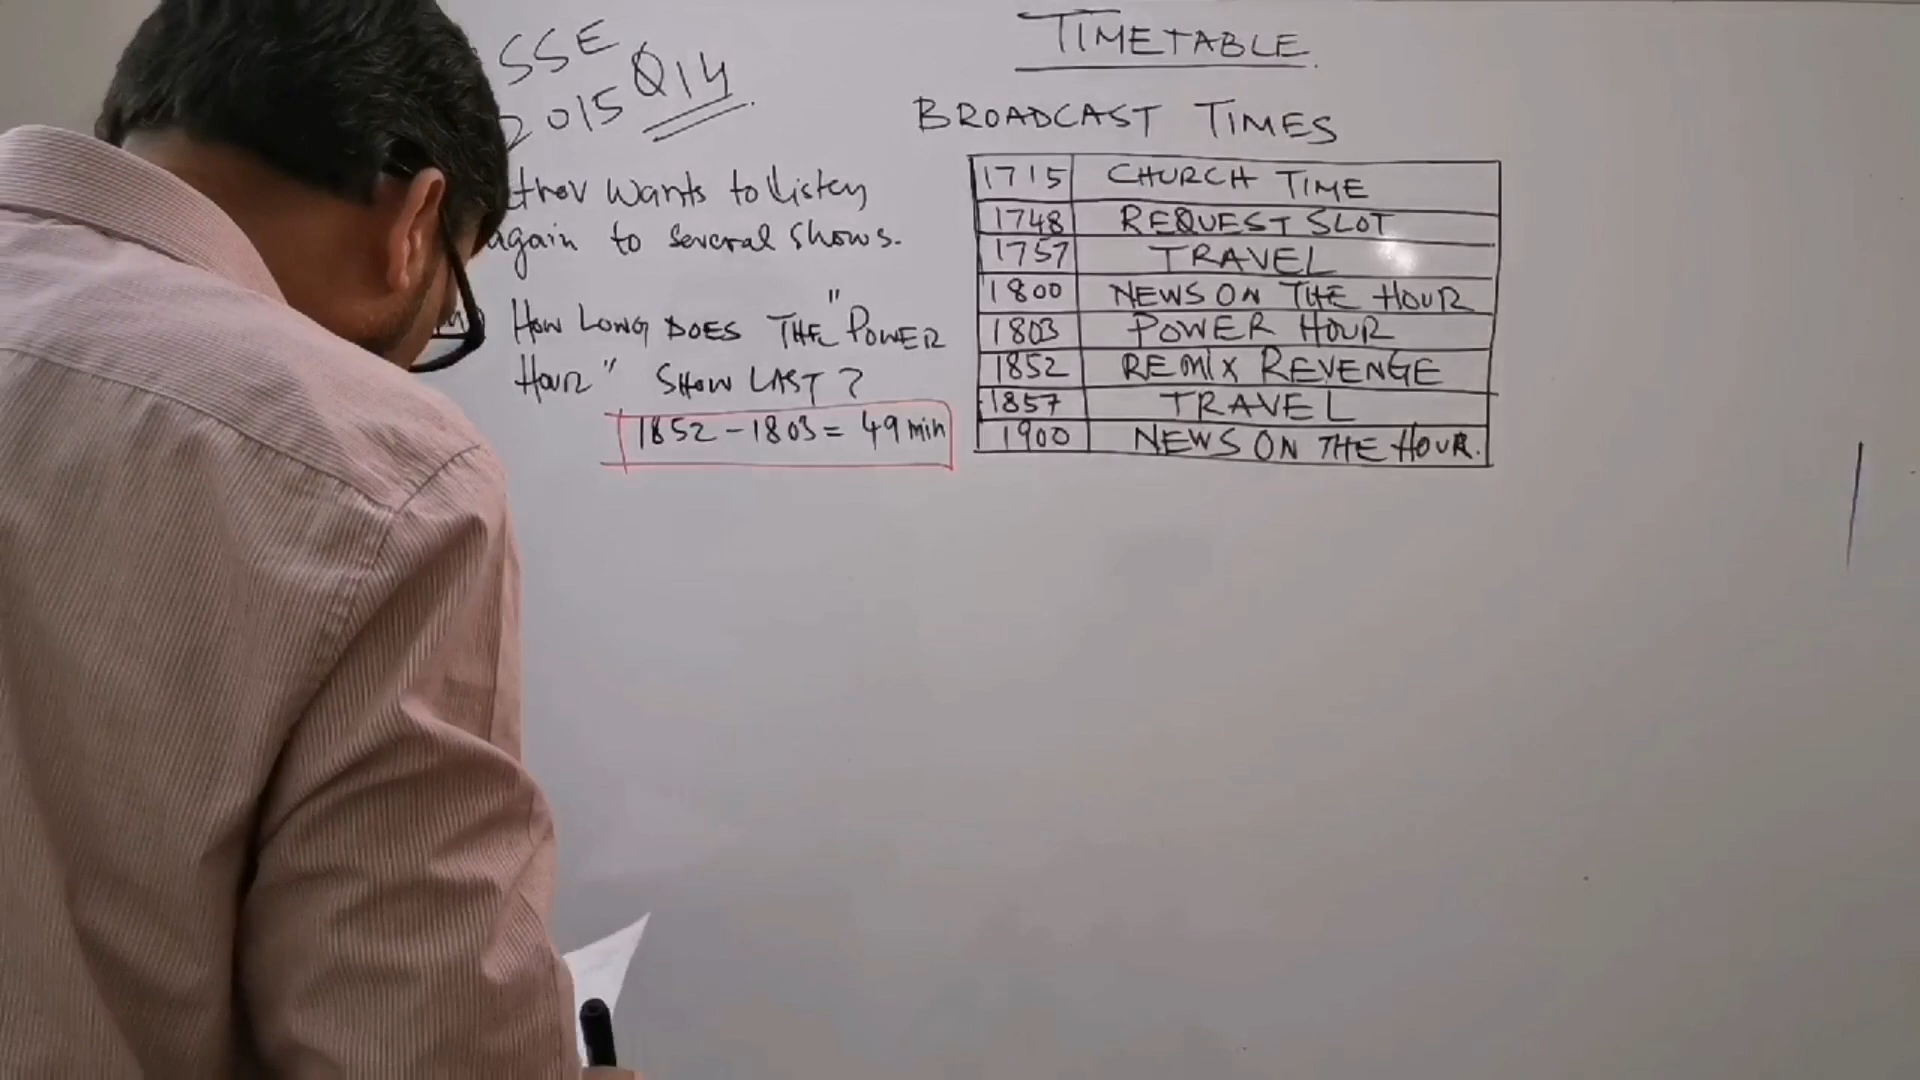 SSE
2015 Q14
wants to listen
again to several shows.
HOW LONG DOES THE "POWER
HOUR" SHOW LAST?
1852 - 1803 = 49 min
TIMETABLE
BROADCAST TIMES
1715 CHURCH TIME
1748 REQUEST SLOT
1757 TRAVEL
1800 NEWS ON THE HOUR
1803 POWER HOUR
1852 REMIX REVENGE
1857 TRAVEL
1900 NEWS ON THE HOUR.